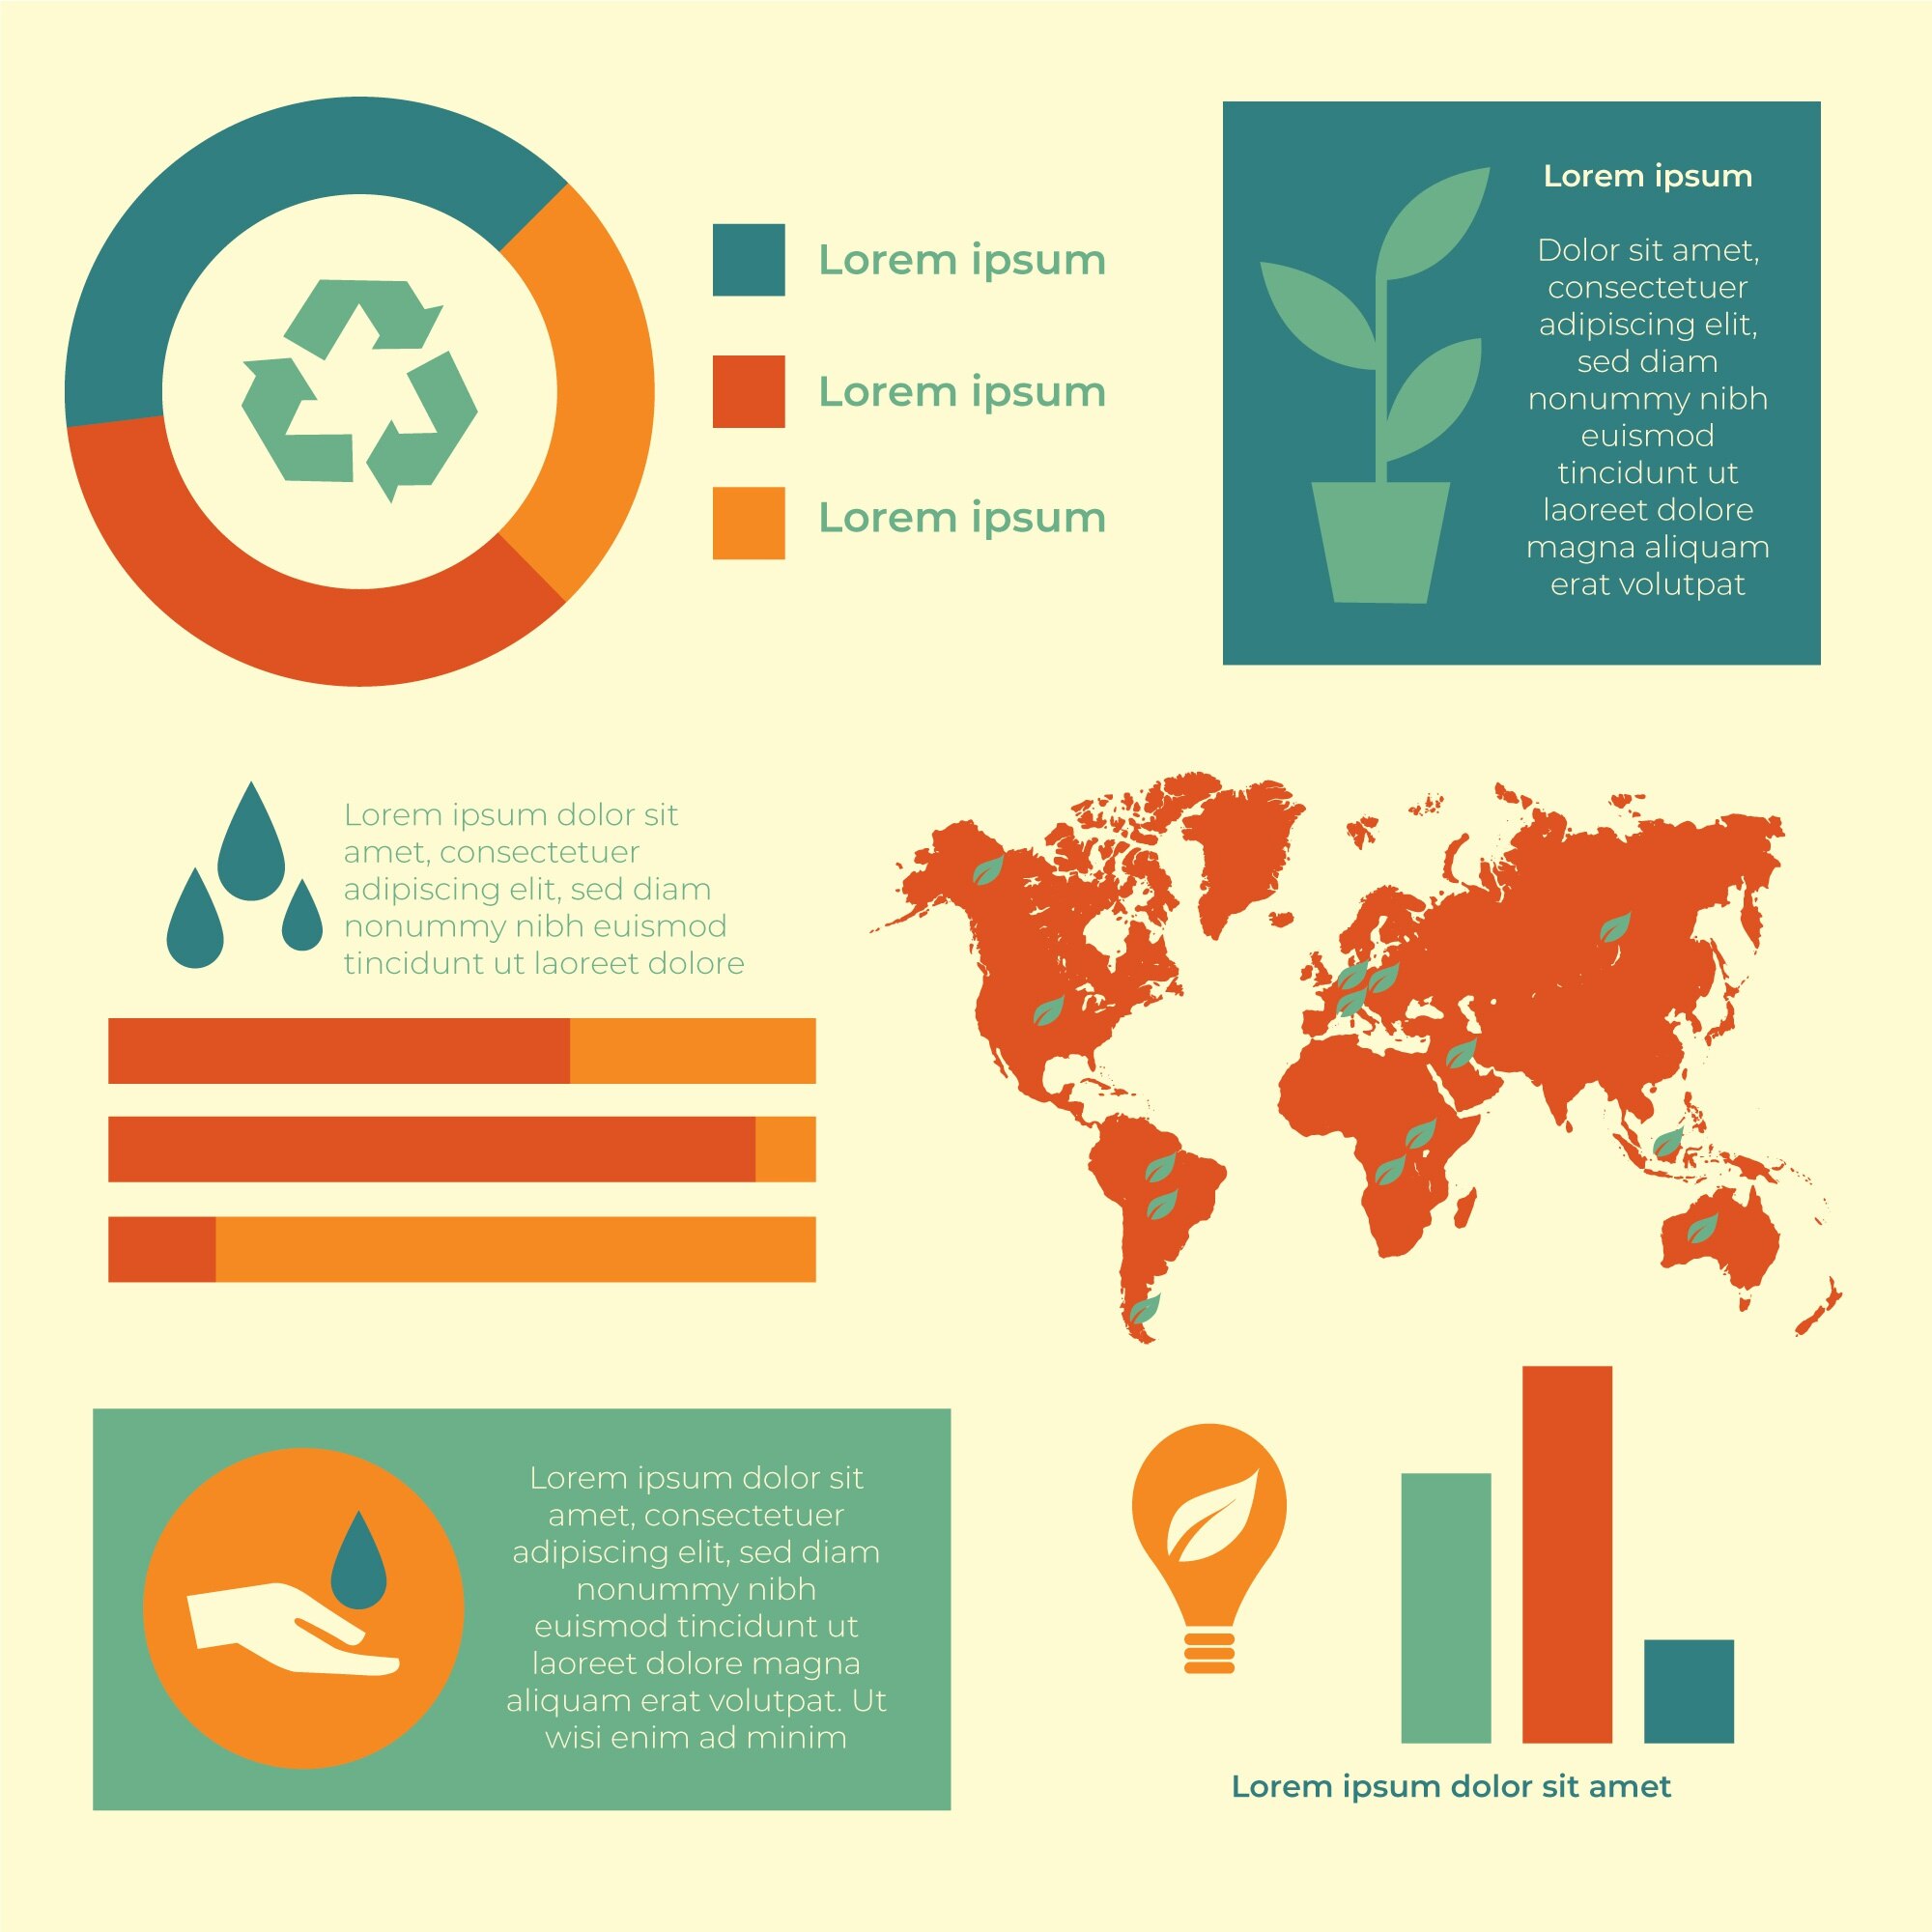 Lorem ipsum
Lorem ipsum
Lorem ipsum
Lorem ipsum
Dolor sit amet,
consectetuer
adipiscing elit,
sed diam
nonummy nibh
euismod
tincidunt ut
laoreet dolore
magna aliquam
erat volutpat
Lorem ipsum dolor sit
amet, consectetuer
adipiscing elit, sed diam
nonummy nibh euismod
tincidunt ut laoreet dolore
Lorem ipsum dolor sit
amet, consectetuer
adipiscing elit, sed diam
nonummy nibh
euismod tincidunt ut
laoreet dolore magna
aliquam erat volutpat. Ut
wisi enim ad minim
Lorem ipsum dolor sit amet